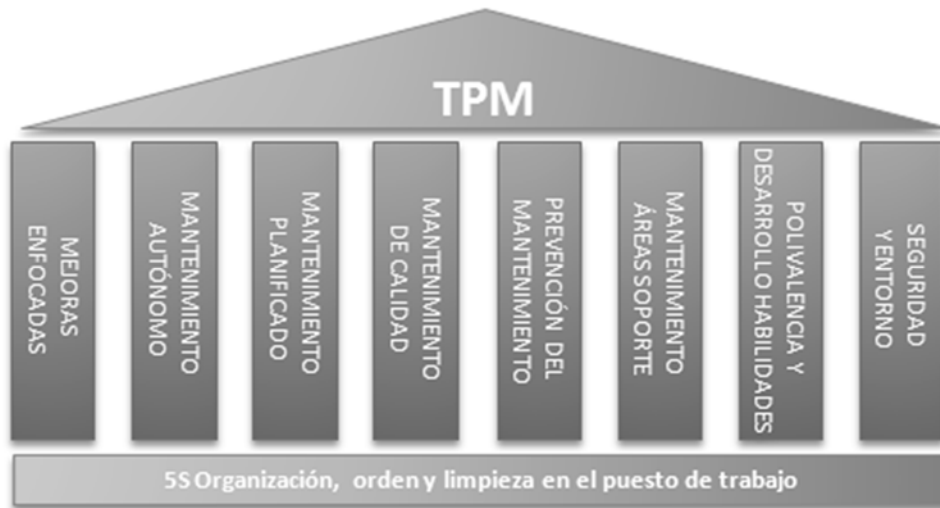 TPM
MEJORAS
ENFOCADAS
MANTENIMIENTO
AUTÓNOMO
MANTENIMIENTO
PLANIFICADO
MANTENIMIENTO
DE CALIDAD
PREVENCIÓN DEL
MANTENIMIENTO
MANTENIMIENTO
ÁREAS SOPORTE
POLIVALENCIA Y
DESARROLLO HABILIDADES
SEGURIDAD
Y ENTORNO
5S Organización, orden y limpieza en el puesto de trabajo